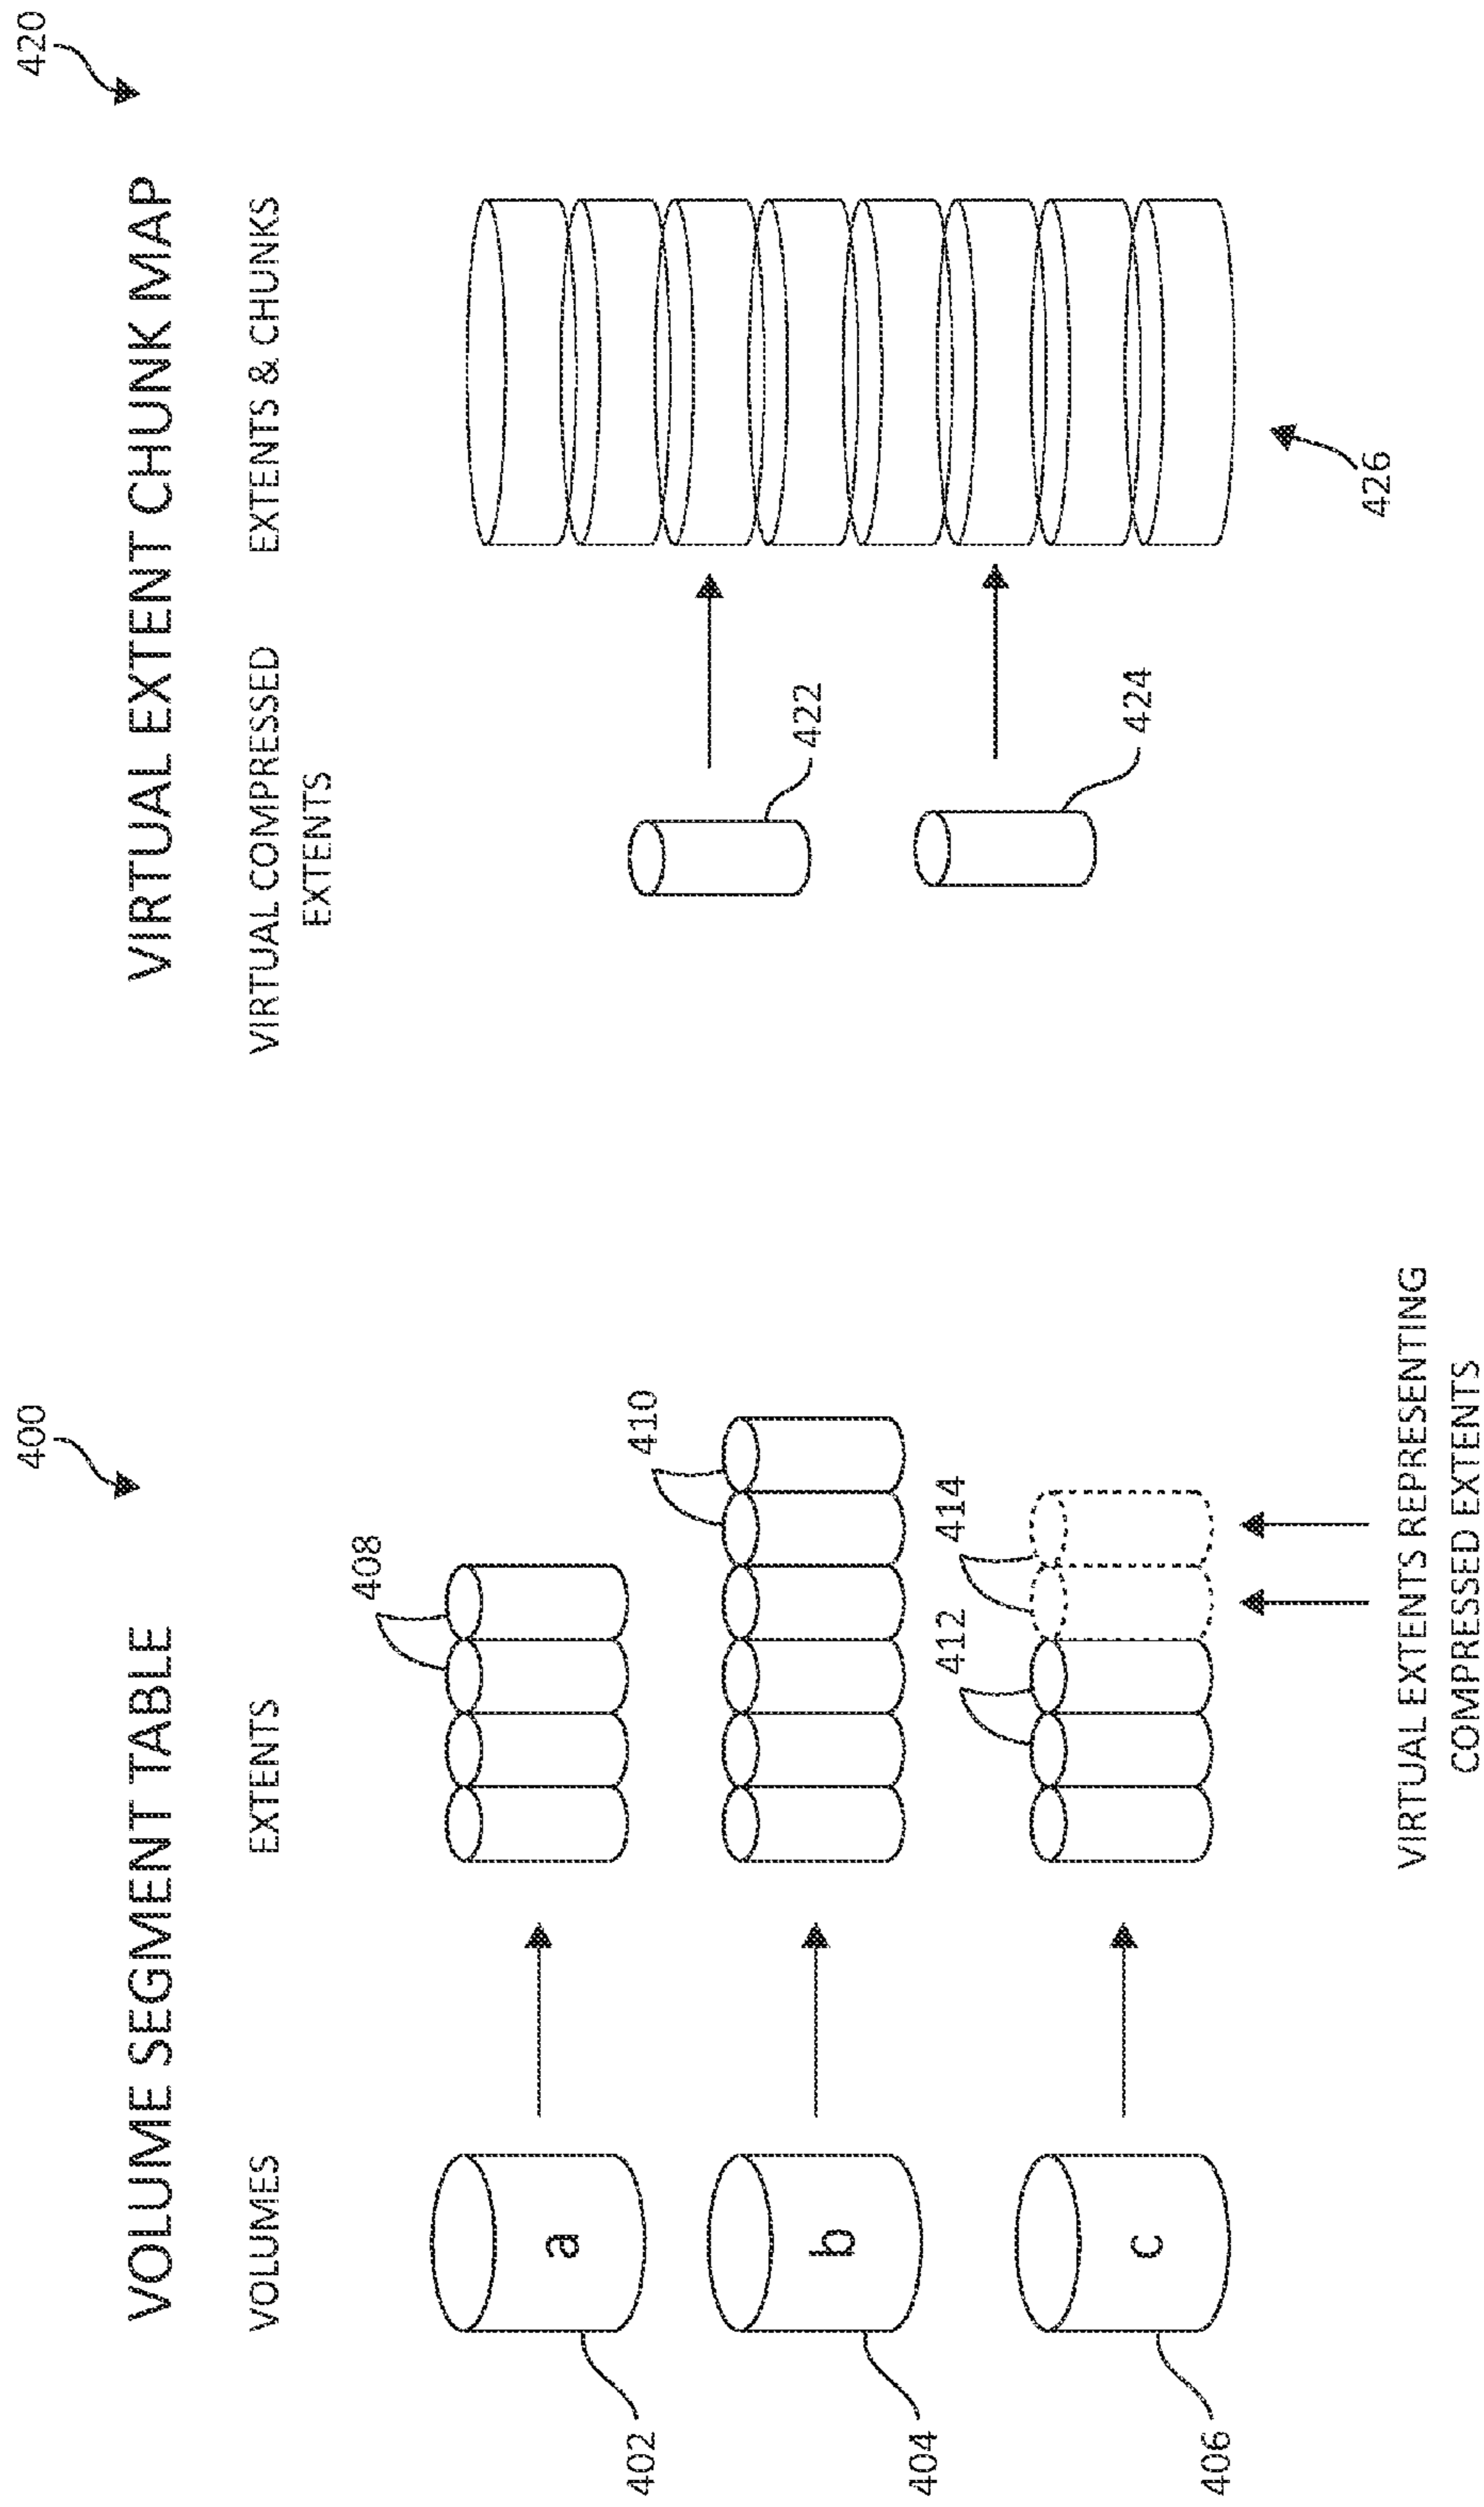 400
VOLUME SEGMENT TABLE
VOLUMES
EXTENTS
408
a
402
410
b
404
412
414
c
406
VIRTUAL EXTENTS REPRESENTING
COMPRESSED EXTENTS
420
VIRTUAL EXTENT CHUNK MAP
VIRTUAL COMPRESSED
EXTENTS
EXTENTS & CHUNKS
422
424
426